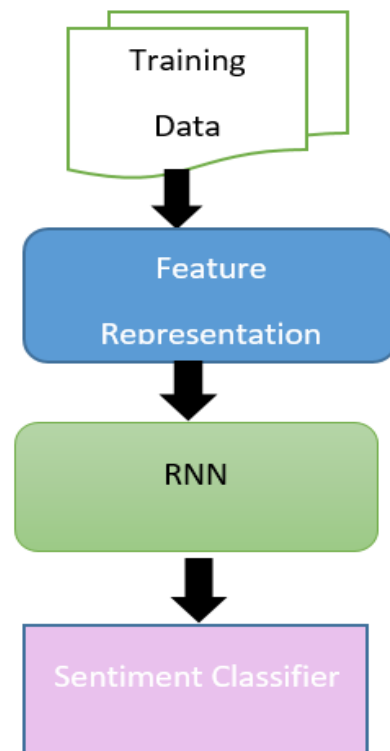 Training
Data
Feature
Representation
RNN
Sentiment Classifier